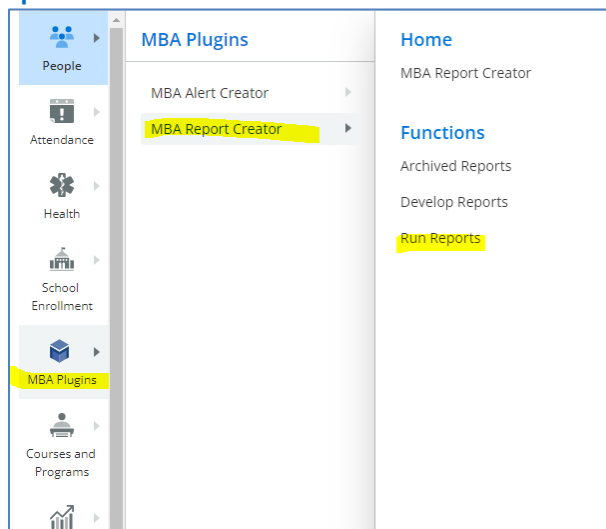 People
Attendance
Health
School
Enrollment
MBA Plugins
Courses and
Programs
MBA Plugins
MBA Alert Creator
MBA Report Creator
Home
MBA Report Creator
Functions
Archived Reports
Develop Reports
Run Reports